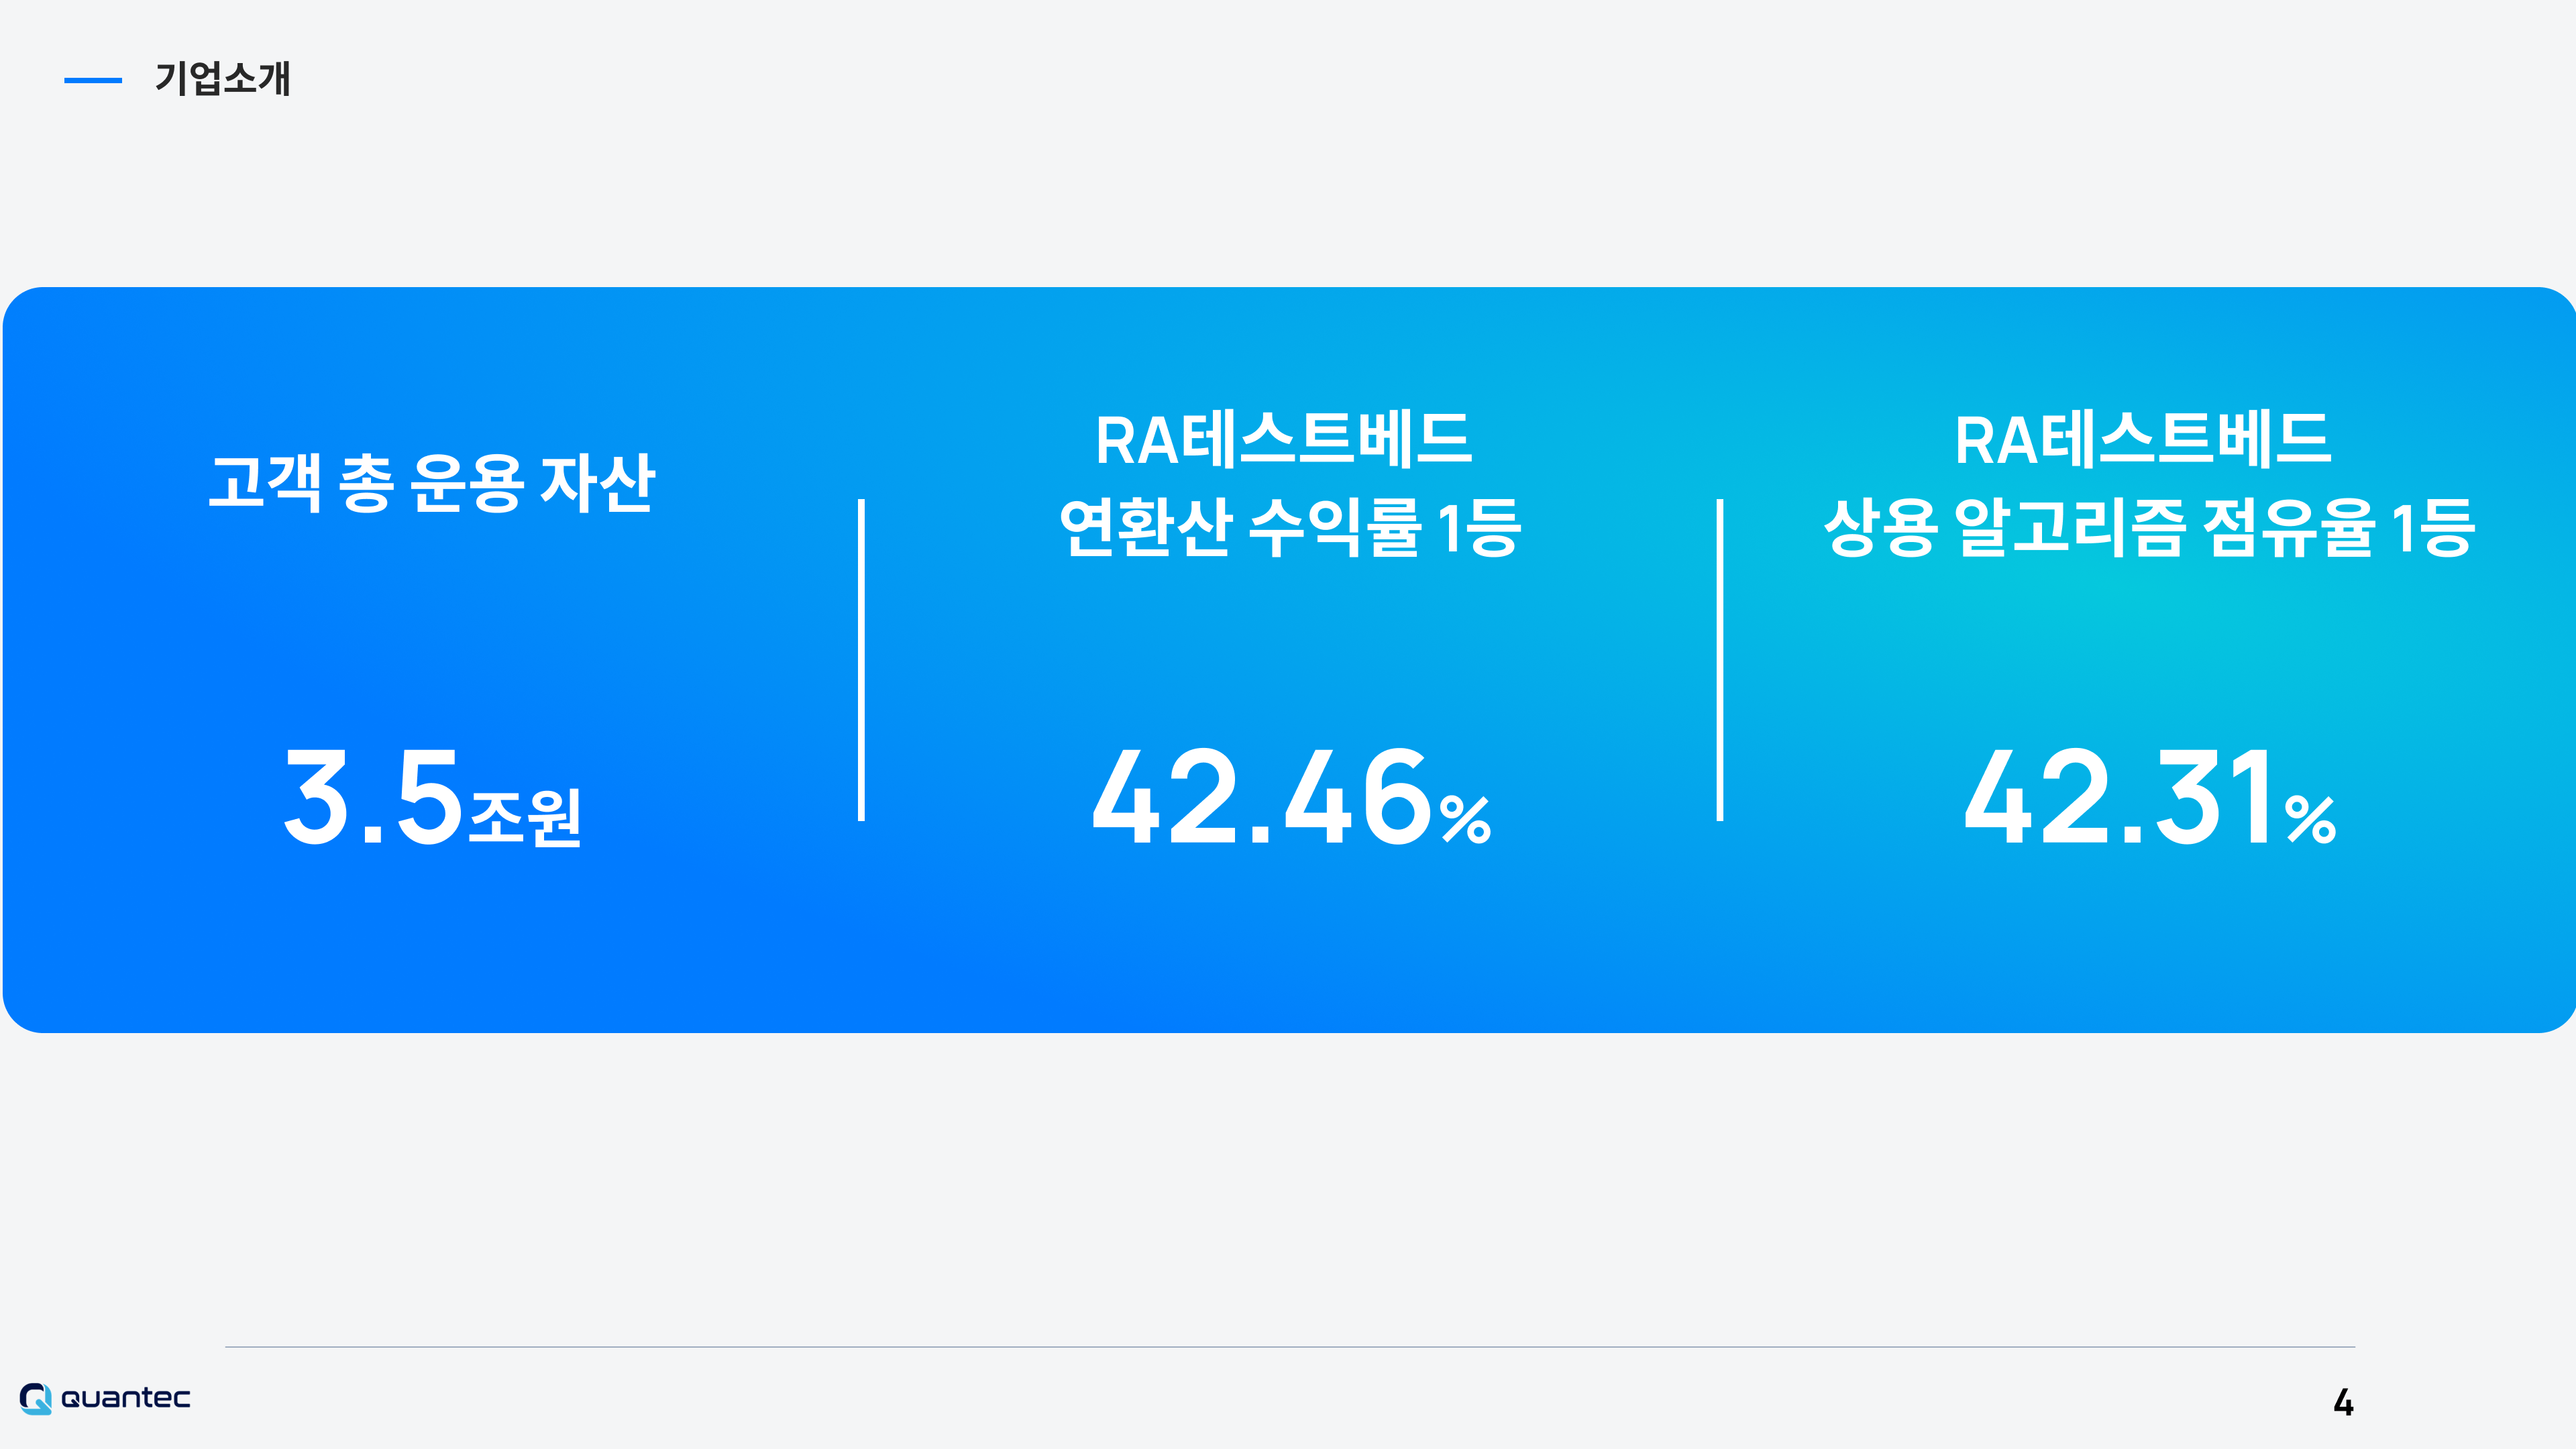 기업소개
고객 총 운용 자산
3.5조원
RA테스트베드
연환산 수익률 1등
42.46%
RA테스트베드
상용 알고리즘 점유율 1등
42.31%
quantec
4